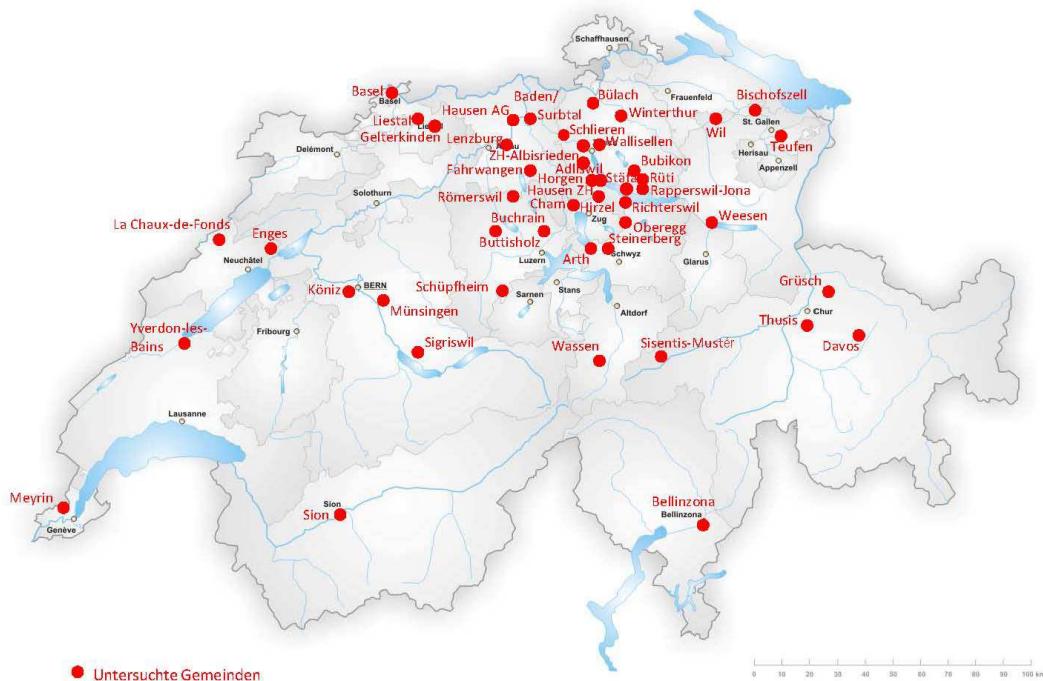 Schaffhausen
Basel
Basel
Baden/
Surbtal
Bülach
Frauenfeld
Bischofszell
Liestal
Gelterkinden
Hausen AG
Winterthur
Wil
St. Gallen
Teufen
Lenzburg
Schlieren
Wallisellen
Herisau
Appenzell
Delémont
ZH-Albisrieden
Fahrwangen
Adliswil
Bubikon
Horgen
Stäfa
Rüti
Solothurn
Römerswil
Hausen ZH
Rapperswil-Jona
Cham
Hirzel
Richterswil
La Chaux-de-Fonds
Enges
Buchrain
Zug
Oberegg
Weesen
Buttisholz
Steinerberg
Neuchâtel
Luzern
Arth
Schwyz
Glarus
Köniz
BERN
Schüpfheim
Stans
Sarnen
Grüsch
Münsingen
Altdorf
Chur
Thusis
Yverdon-les-
Bains
Fribourg
Sigriswil
Wassen
Sisentis-Mustér
Davos
Lausanne
Meyrin
Genève
Sion
Sion
Bellinzona
Bellinzona
Untersuchte Gemeinden
0 10 20 30 40 50 60 70 80 90 100 km